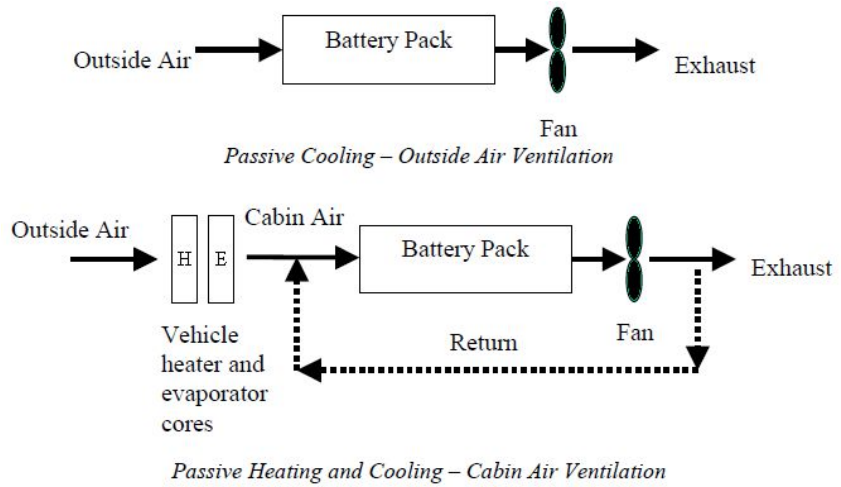 Outside Air
Battery Pack
Exhaust
Fan
Passive Cooling – Outside Air Ventilation
Outside Air
H
E
Cabin Air
Battery Pack
Exhaust
Vehicle
heater and
evaporator
cores
Return
Fan
Passive Heating and Cooling – Cabin Air Ventilation